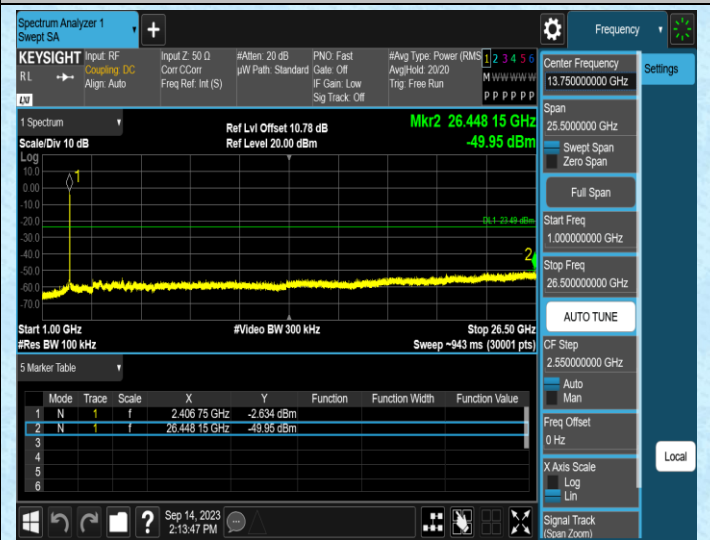 Spectrum Analyzer 1
Swept SA
+
Frequency
KEYSIGHT
RL
LXI
Input: RF
Coupling: DC
Align: Auto
Input Z: 50 Ω
Corr CCorr
Freq Ref: Int (S)
#Atten: 20 dB
µW Path: Standard
PNO: Fast
Gate: Off
IF Gain: Low
Sig Track: Off
#Avg Type: Power (RMS
Avg|Hold: 20/20
Trig: Free Run
1 2 3 4 5 6
M W W W W W
P P P P P P
1 Spectrum
Scale/Div 10 dB
Ref Lvl Offset 10.78 dB
Ref Level 20.00 dBm
Mkr2 26.448 15 GHz
-49.95 dBm
Log
10.0
0.00
-10.0
-20.0
-30.0
-40.0
-50.0
-60.0
-70.0
1
DL1 -23.49 dBm
2
Start 1.00 GHz
#Res BW 100 kHz
#Video BW 300 kHz
Stop 26.50 GHz
Sweep ~943 ms (30001 pts)
5 Marker Table
Mode Trace Scale X Y Function Function Width Function Value
1 N 1 f 2.406 75 GHz -2.634 dBm
2 N 1 f 26.448 15 GHz -49.95 dBm
3
4
5
6
Sep 14, 2023
2:13:47 PM
?
Center Frequency
13.750000000 GHz
Settings
Span
25.5000000 GHz
Swept Span
Zero Span
Full Span
Start Freq
1.000000000 GHz
Stop Freq
26.500000000 GHz
AUTO TUNE
CF Step
2.550000000 GHz
Auto
Man
Freq Offset
0 Hz
Local
X Axis Scale
Log
Lin
Signal Track
(Span Zoom)